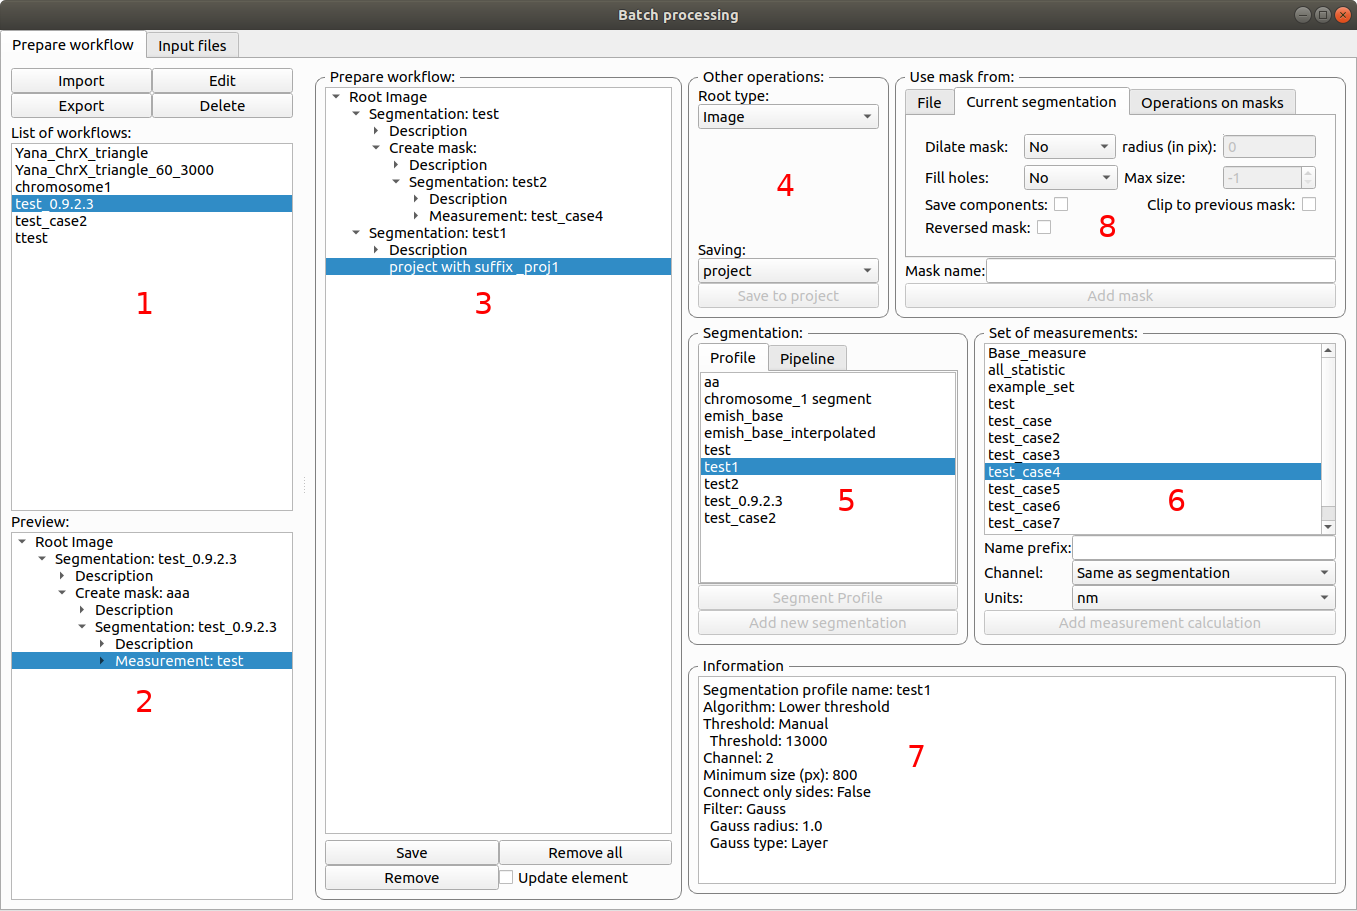 Batch processing
Prepare workflow
Input files
Import
Edit
Export
Delete
List of workflows:
Yana_ChrX_triangle
Yana_ChrX_triangle_60_3000
chromosome1
test_0.9.2.3
test_case2
ttest
1
Preview:
Root Image
Segmentation: test_0.9.2.3
Description
Create mask: aaa
Description
Segmentation: test_0.9.2.3
Description
Measurement: test
2
Prepare workflow:
Root Image
Segmentation: test
Description
Create mask:
Description
Segmentation: test2
Description
Measurement: test_case4
Segmentation: test1
Description
project with suffix _proj1
3
Save
Remove all
Remove
Update element
Other operations:
Root type:
Image
4
Saving:
project
Save to project
Use mask from:
File
Current segmentation
Operations on masks
Dilate mask: No radius (in pix): 0
Fill holes: No Max size: -1
Save components: Clip to previous mask:
Reversed mask:
8
Mask name:
Add mask
Segmentation:
Profile
Pipeline
aa
chromosome_1 segment
emish_base
emish_base_interpolated
test
test1
test2
test_0.9.2.3
test_case2
5
Segment Profile
Add new segmentation
Set of measurements:
Base_measure
all_statistic
example_set
test
test_case
test_case2
test_case3
test_case4
test_case5
test_case6
test_case7
6
Name prefix:
Channel: Same as segmentation
Units: nm
Add measurement calculation
Information
Segmentation profile name: test1
Algorithm: Lower threshold
Threshold: Manual
Threshold: 13000
Channel: 2
Minimum size (px): 800
Connect only sides: False
Filter: Gauss
Gauss radius: 1.0
Gauss type: Layer
7